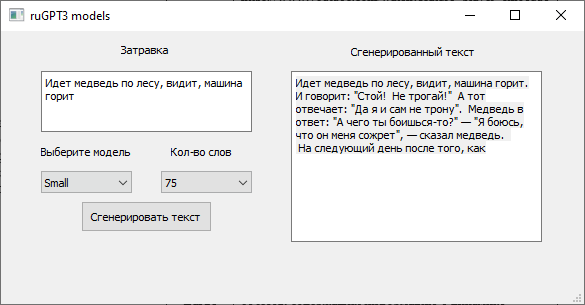 ruGPT3 models
Затравка
Идет медведь по лесу, видит, машина
горит
Выберите модель
Кол-во слов
Small
75
Сгенерировать текст
Сгенерированный текст
Идет медведь по лесу, видит, машина горит.
И говорит: "Стой! Не трогай!" А тот
отвечает: "Да я и сам не трону". Медведь в
ответ: "А чего ты боишься-то?" — "Я боюсь,
что он меня сожрет", — сказал медведь.
На следующий день после того, как